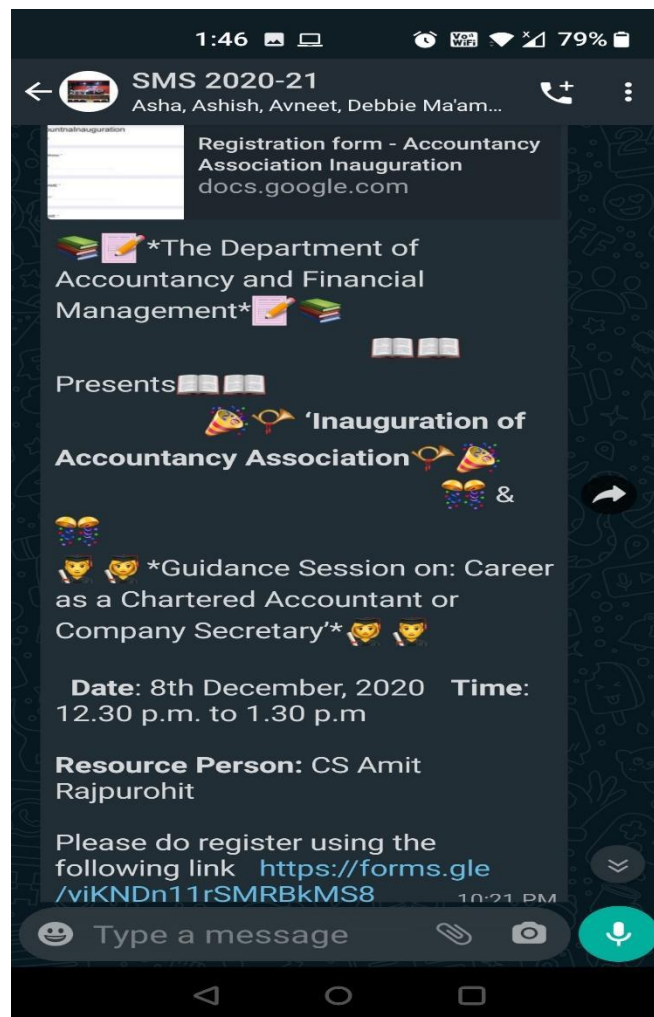 1:46 79%
SMS 2020-21
Asha, Ashish, Avneet, Debbie Ma'am...
Registration form - Accountancy
Association Inauguration
docs.google.com
📚📝*The Department of
Accountancy and Financial
Management*📝📚
📖📖
Presents📖📖
🎉📯 ‘Inauguration of
Accountancy Association📯🎉
🎊 &
🎊
👨‍🎓 👩‍🎓 *Guidance Session on: Career
as a Chartered Accountant or
Company Secretary’*👩‍🎓 👨‍🎓
Date: 8th December, 2020 Time:
12.30 p.m. to 1.30 p.m
Resource Person: CS Amit
Rajpurohit
Please do register using the
following link https://forms.gle
/viKNDn11rSMRBkMS8 10:21 PM
Type a message